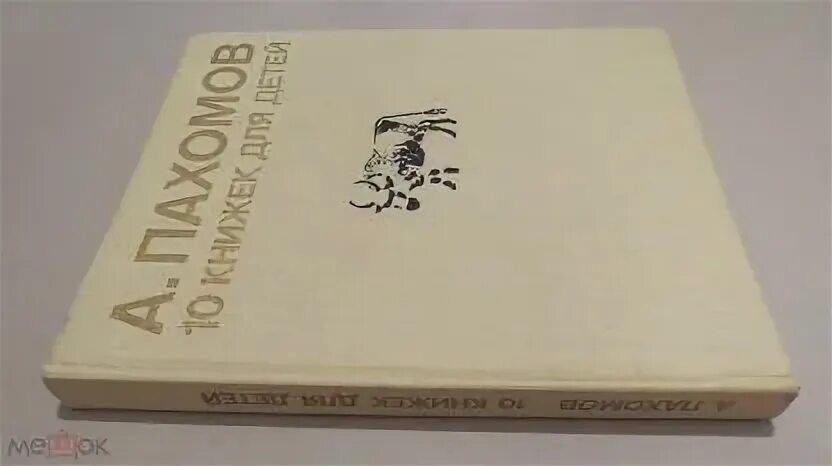 А. ПАХОМОВ
10 КНИЖЕК ДЛЯ ДЕТЕЙ
А ПАХОМОВ 10 КНИЖЕК ДЛЯ ДЕТЕЙ
мешок